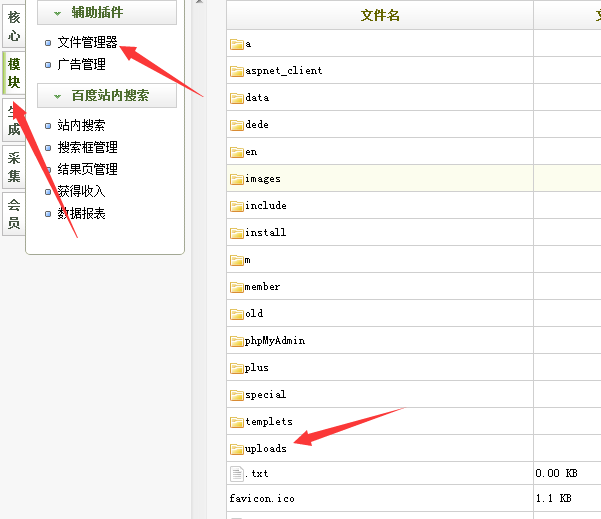 核心
模块
生成
采集
会员
辅助插件
文件管理器
广告管理
百度站内搜索
站内搜索
搜索框管理
结果页管理
获得收入
数据报表
文件名
a
aspnet_client
data
dede
en
images
include
install
m
member
old
phpMyAdmin
plus
special
templets
uploads
.txt 0.00 KB
favicon.ico 1.1 KB